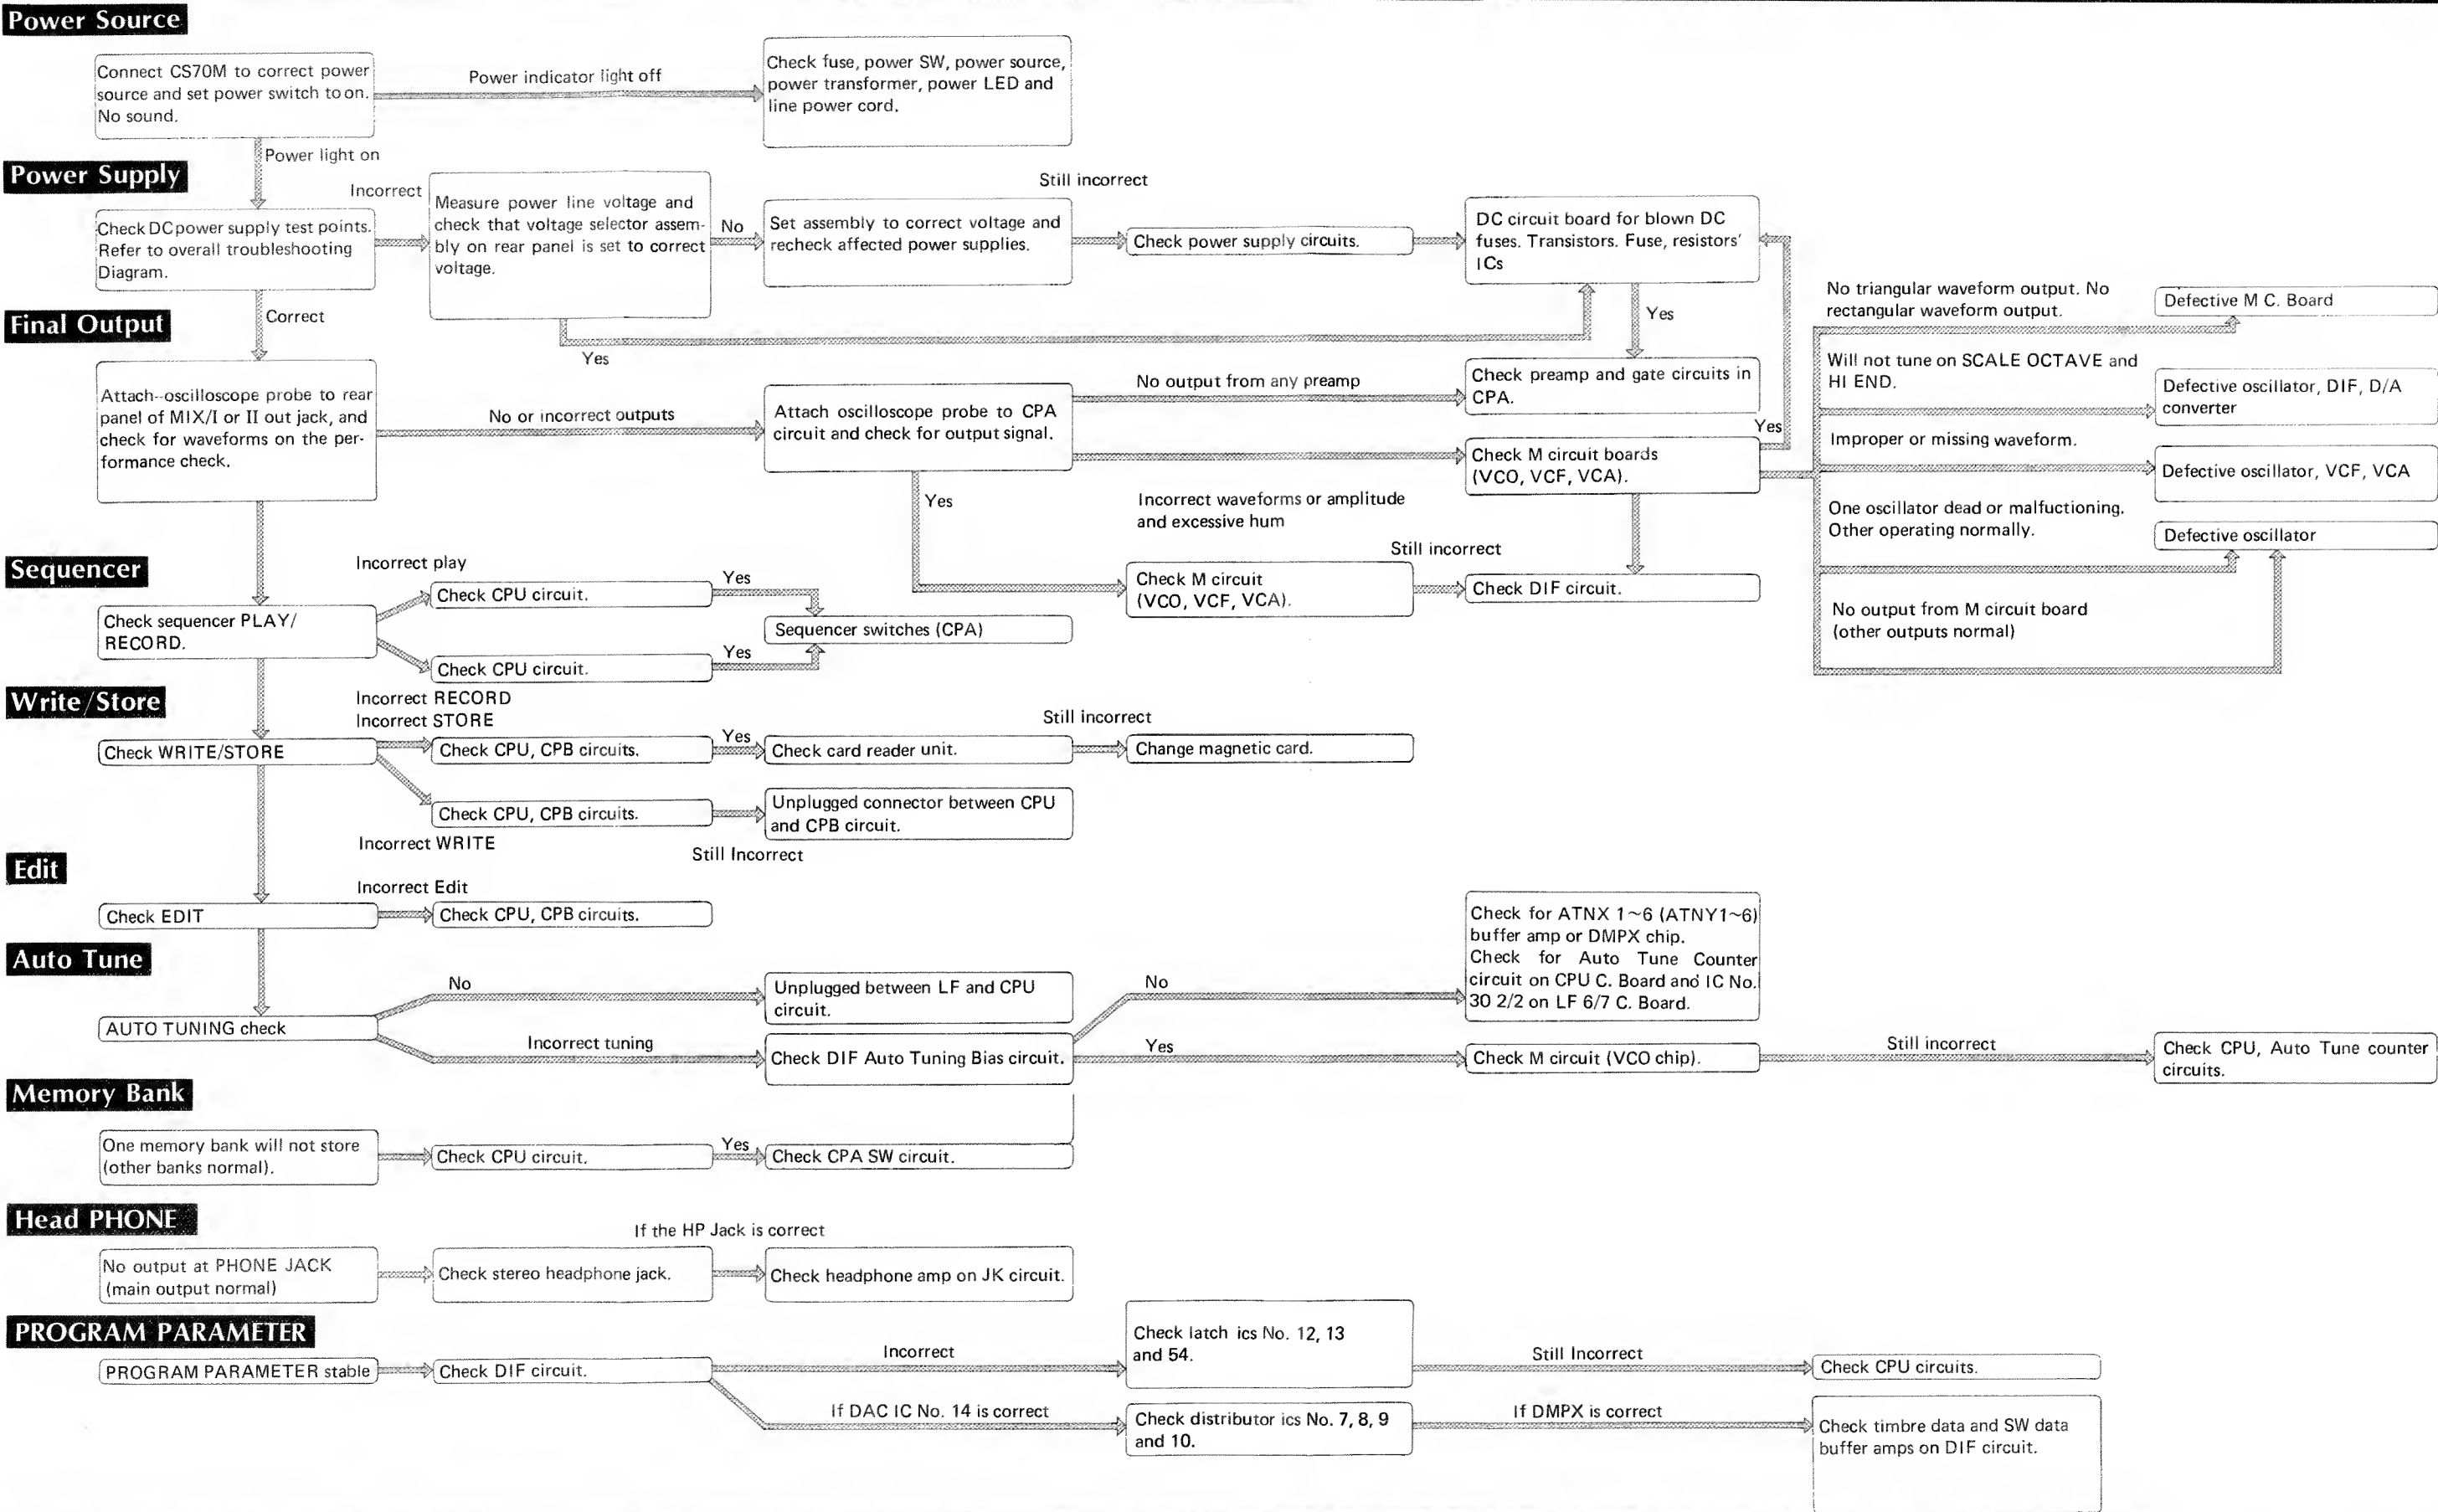 Power Source
Connect CS70M to correct power
source and set power switch to on.
No sound.
Power indicator light off
Check fuse, power SW, power source,
power transformer, power LED and
line power cord.
Power light on
Power Supply
Check DC power supply test points.
Refer to overall troubleshooting
Diagram.
Incorrect
Measure power line voltage and
check that voltage selector assem-
bly on rear panel is set to correct
voltage.
No
Set assembly to correct voltage and
recheck affected power supplies.
Still incorrect
Check power supply circuits.
DC circuit board for blown DC
fuses. Transistors. Fuse, resistors'
ICs
Correct
Yes
Yes
Final Output
Attach--oscilloscope probe to rear
panel of MIX/I or II out jack, and
check for waveforms on the per-
formance check.
No or incorrect outputs
Attach oscilloscope probe to CPA
circuit and check for output signal.
No output from any preamp
Check preamp and gate circuits in
CPA.
Yes
Check M circuit boards
(VCO, VCF, VCA).
Yes
Incorrect waveforms or amplitude
and excessive hum
Check M circuit
(VCO, VCF, VCA).
Still incorrect
Check DIF circuit.
No triangular waveform output. No
rectangular waveform output.
Defective M C. Board
Will not tune on SCALE OCTAVE and
HI END.
Defective oscillator, DIF, D/A
converter
Improper or missing waveform.
Defective oscillator, VCF, VCA
One oscillator dead or malfuctioning.
Other operating normally.
Defective oscillator
No output from M circuit board
(other outputs normal)
Sequencer
Check sequencer PLAY/
RECORD.
Incorrect play
Check CPU circuit.
Yes
Sequencer switches (CPA)
Check CPU circuit.
Yes
Incorrect RECORD
Write/Store
Check WRITE/STORE
Incorrect STORE
Check CPU, CPB circuits.
Yes
Check card reader unit.
Still incorrect
Change magnetic card.
Check CPU, CPB circuits.
Unplugged connector between CPU
and CPB circuit.
Incorrect WRITE
Still Incorrect
Edit
Check EDIT
Incorrect Edit
Check CPU, CPB circuits.
Auto Tune
AUTO TUNING check
No
Unplugged between LF and CPU
circuit.
Incorrect tuning
Check DIF Auto Tuning Bias circuit.
No
Check for ATNX 1~6 (ATNY1~6)
buffer amp or DMPX chip.
Check for Auto Tune Counter
circuit on CPU C. Board and IC No.
30 2/2 on LF 6/7 C. Board.
Yes
Check M circuit (VCO chip).
Still incorrect
Check CPU, Auto Tune counter
circuits.
Memory Bank
One memory bank will not store
(other banks normal).
Check CPU circuit.
Yes
Check CPA SW circuit.
Head PHONE
No output at PHONE JACK
(main output normal)
Check stereo headphone jack.
If the HP Jack is correct
Check headphone amp on JK circuit.
PROGRAM PARAMETER
PROGRAM PARAMETER stable
Check DIF circuit.
Incorrect
Check latch ics No. 12, 13
and 54.
Still Incorrect
Check CPU circuits.
If DAC IC No. 14 is correct
Check distributor ics No. 7, 8, 9
and 10.
If DMPX is correct
Check timbre data and SW data
buffer amps on DIF circuit.